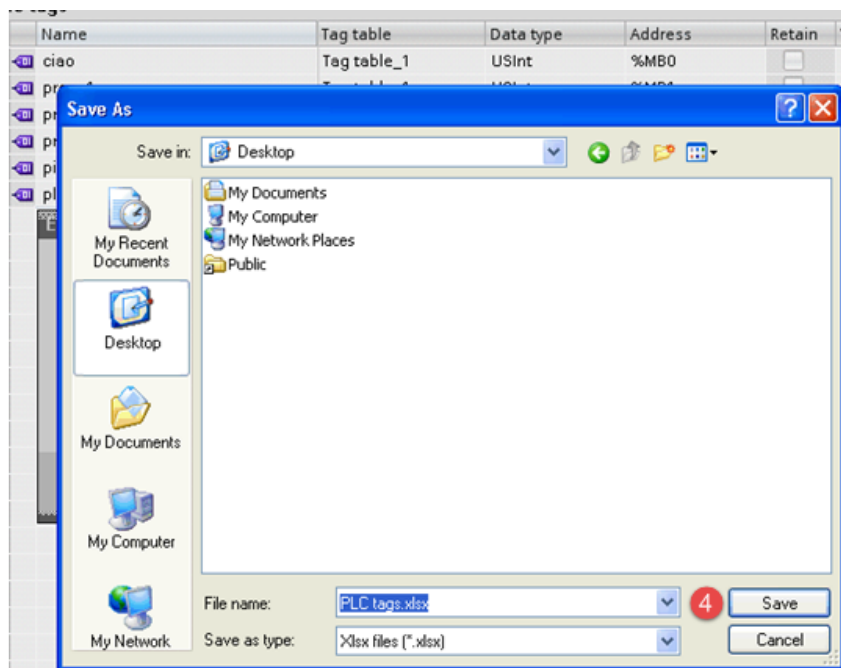 Name Tag table Data type Address Retain
ciao Tag table_1 USInt %MB0
Save As
Save in: Desktop
My Documents
My Computer
My Network Places
Public
My Recent
Documents
Desktop
My Documents
My Computer
My Network
File name: PLC tags.xlsx 4 Save
Save as type: Xlsx files (*.xlsx) Cancel